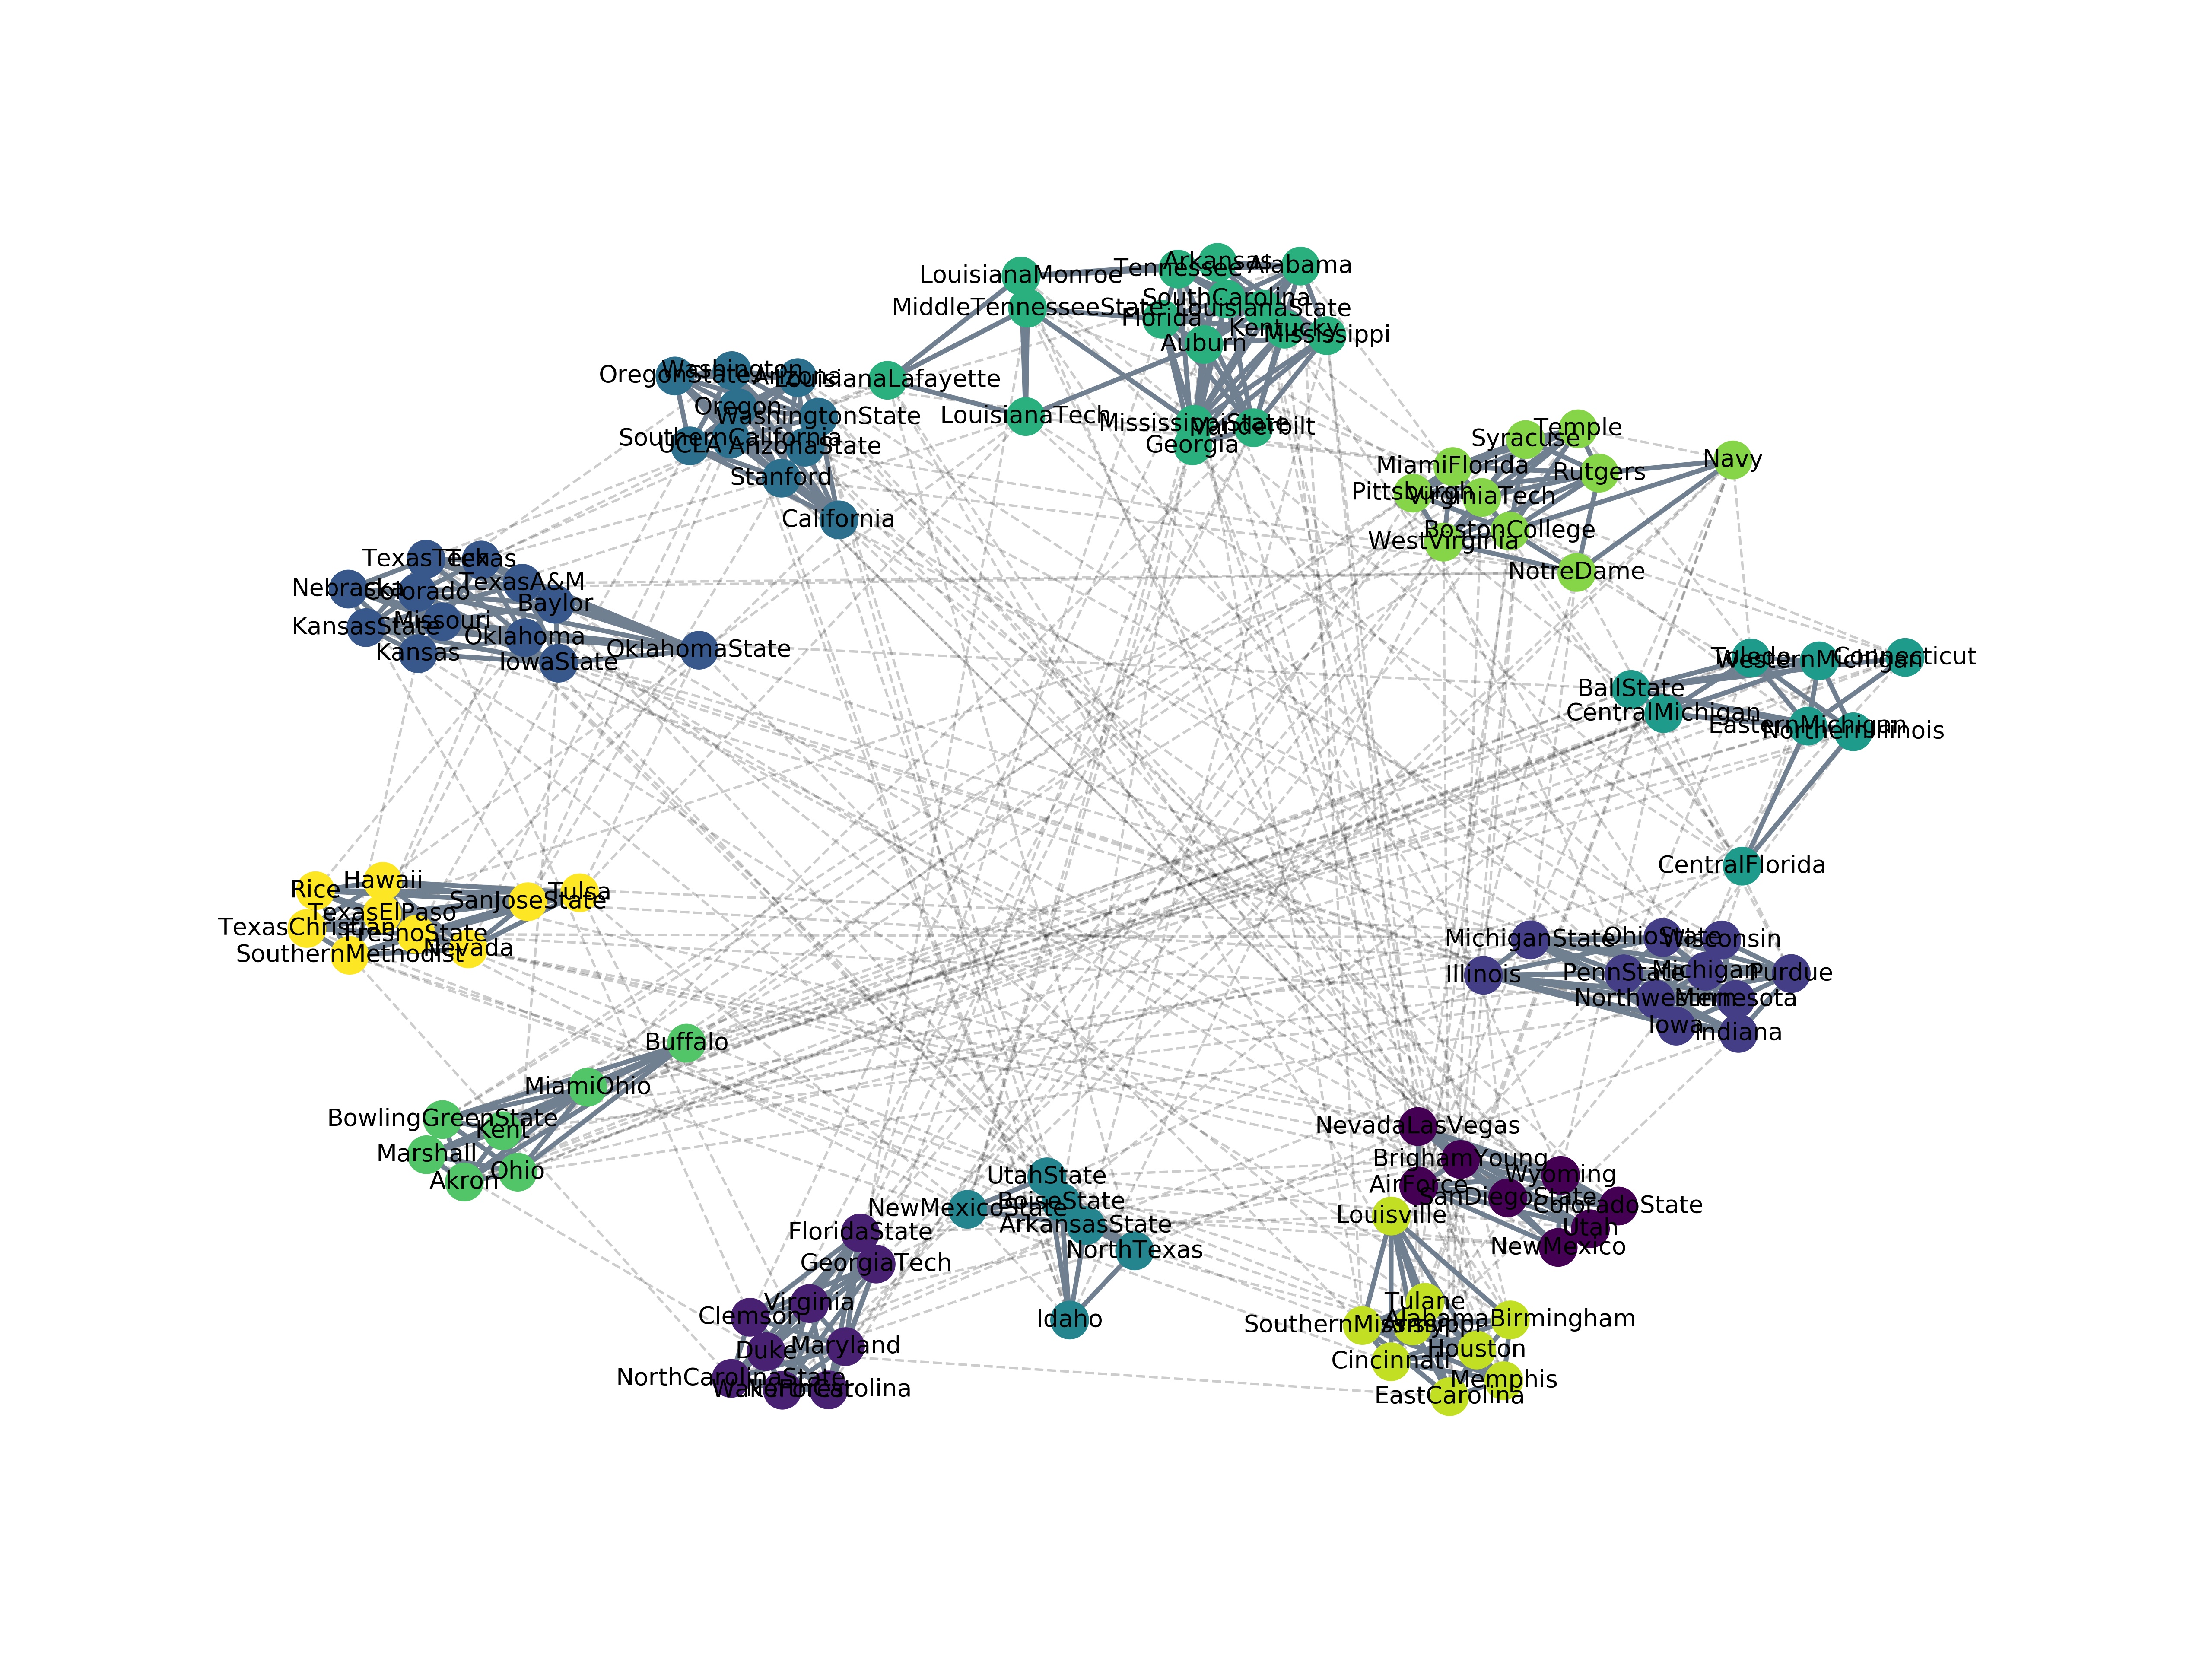 LouisianaMonroe
Tennessee
Arkansas
Alabama
MiddleTennesseeState
SouthCarolina
LouisianaState
Florida
Kentucky
Mississippi
Auburn
LouisianaLafayette
LouisianaTech
MississippiState
Vanderbilt
Georgia
OregonState
Washington
Arizona
Oregon
WashingtonState
SouthernCalifornia
UCLA
ArizonaState
Stanford
California
Syracuse
Temple
MiamiFlorida
Rutgers
Navy
Pittsburgh
VirginiaTech
BostonCollege
WestVirginia
NotreDame
TexasTech
Texas
Nebraska
Colorado
TexasA&M
Baylor
KansasState
Missouri
Oklahoma
Kansas
IowaState
OklahomaState
Toledo
WesternMichigan
Connecticut
BallState
CentralMichigan
EasternMichigan
NorthernIllinois
CentralFlorida
Rice
Hawaii
SanJoseState
Tulsa
TexasElPaso
TexasChristian
FresnoState
Nevada
SouthernMethodist
MichiganState
OhioState
Wisconsin
Illinois
PennState
Michigan
Purdue
Northwestern
Minnesota
Iowa
Indiana
Buffalo
MiamiOhio
BowlingGreenState
Kent
Marshall
Akron
Ohio
NevadaLasVegas
BrighamYoung
Wyoming
AirForce
SanDiegoState
ColoradoState
Utah
NewMexico
UtahState
BoiseState
NewMexicoState
ArkansasState
NorthTexas
Idaho
FloridaState
GeorgiaTech
Virginia
Clemson
Duke
Maryland
NorthCarolinaState
WakeForest
NorthCarolina
Louisville
Tulane
AlabamaBirmingham
SouthernMississippi
Army
Houston
Cincinnati
Memphis
EastCarolina